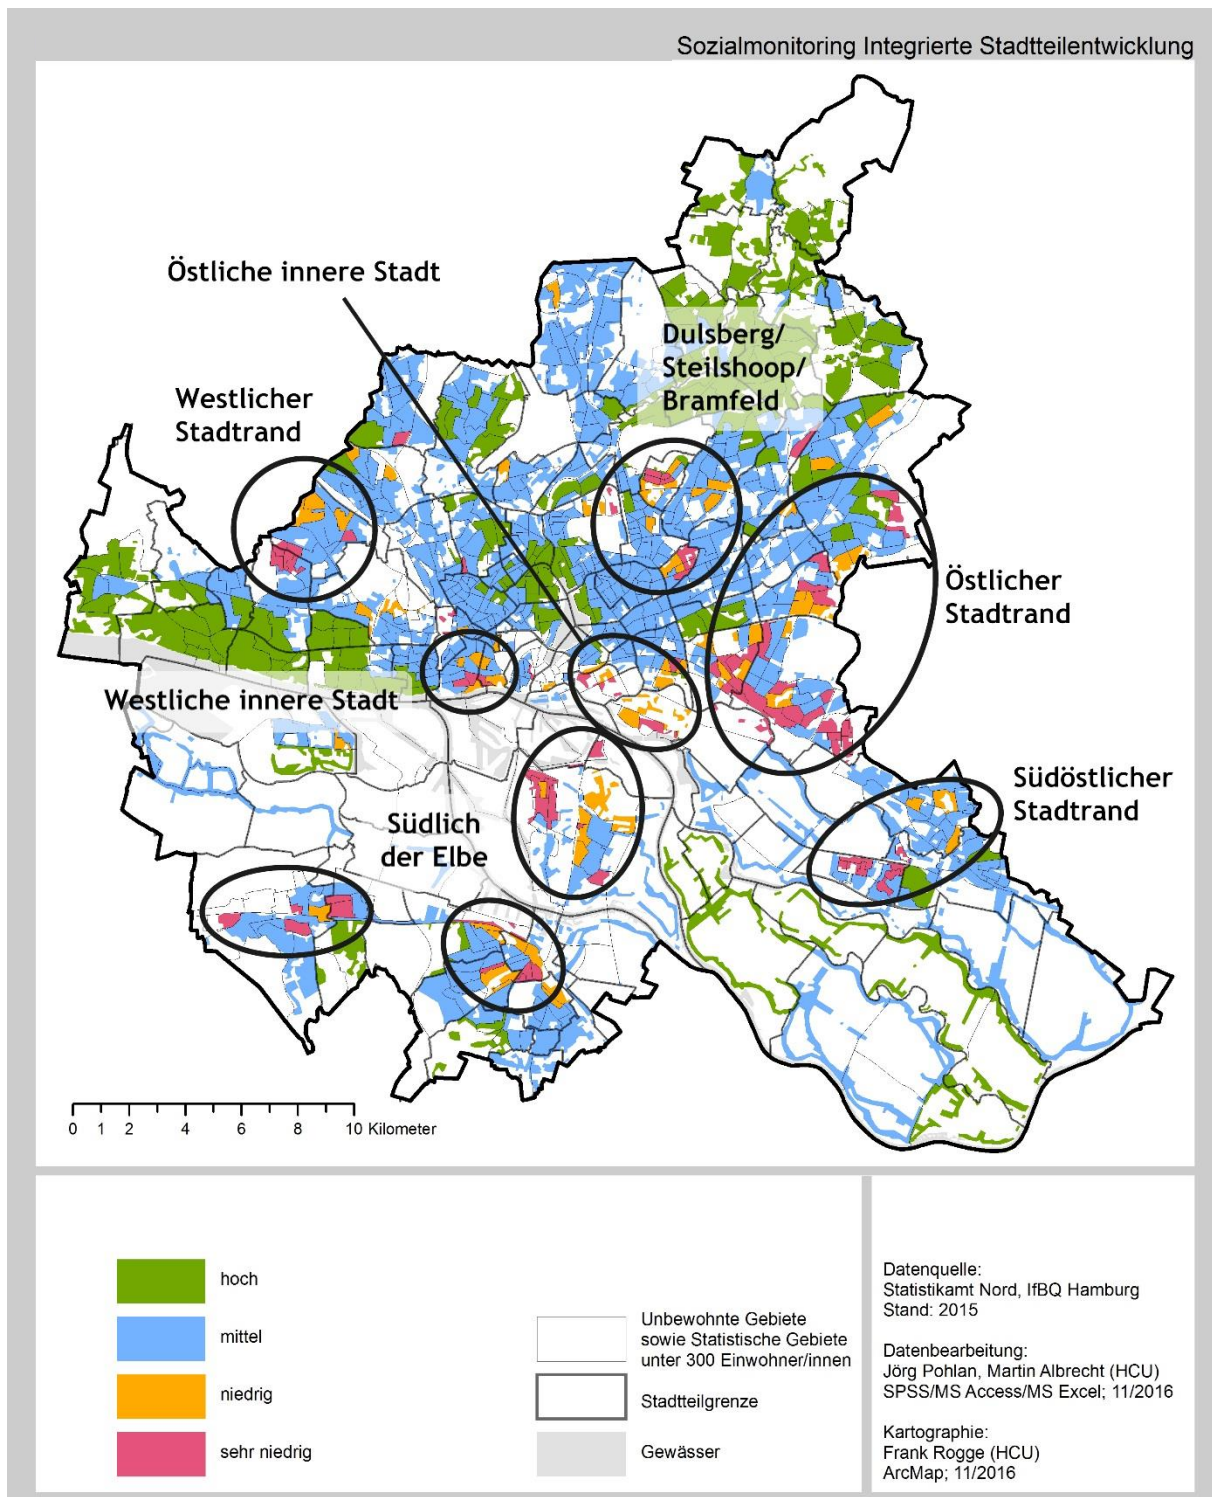 Sozialmonitoring Integrierte Stadtteilentwicklung
Östliche innere Stadt
Dulsberg/
Steilshoop/
Bramfeld
Westlicher
Stadtrand
Östlicher
Stadtrand
Westliche innere Stadt
Südöstlicher
Stadtrand
Südlich
der Elbe
0 1 2 4 6 8 10 Kilometer
hoch
mittel
niedrig
sehr niedrig
Unbewohnte Gebiete
sowie Statistische Gebiete
unter 300 Einwohner/innen
Stadtteilgrenze
Gewässer
Datenquelle:
Statistikamt Nord, IfBQ Hamburg
Stand: 2015
Datenbearbeitung:
Jörg Pohlan, Martin Albrecht (HCU)
SPSS/MS Access/MS Excel; 11/2016
Kartographie:
Frank Rogge (HCU)
ArcMap; 11/2016